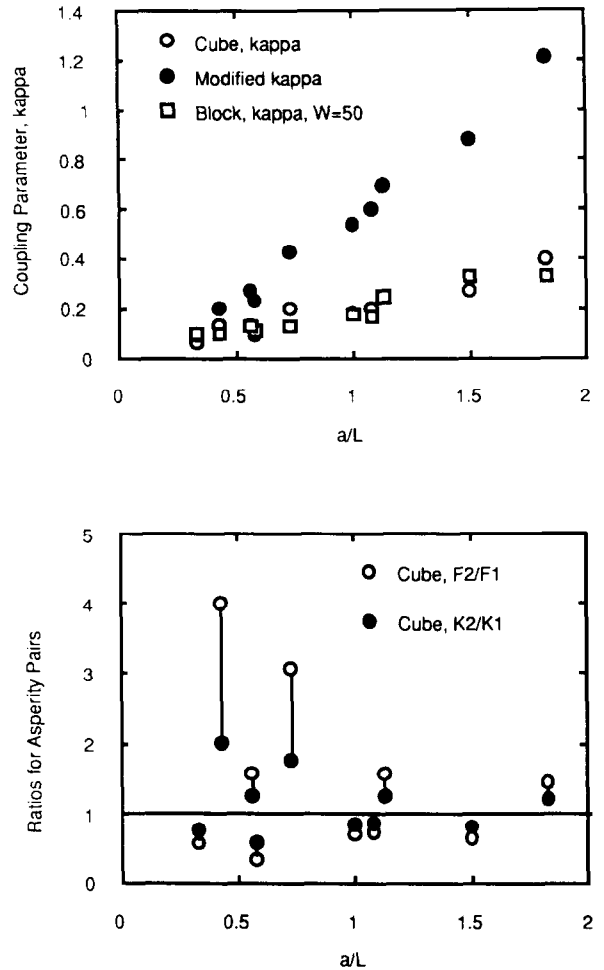 1.4
Cube, kappa
1.2
Modified kappa
1
Block, kappa, W=50
0.8
0.6
0.4
0.2
0
Coupling Parameter, kappa
0 0.5 1 1.5 2
a/L
5
Cube, F2/F1
4
Cube, K2/K1
3
2
1
0
Ratios for Asperity Pairs
0 0.5 1 1.5 2
a/L